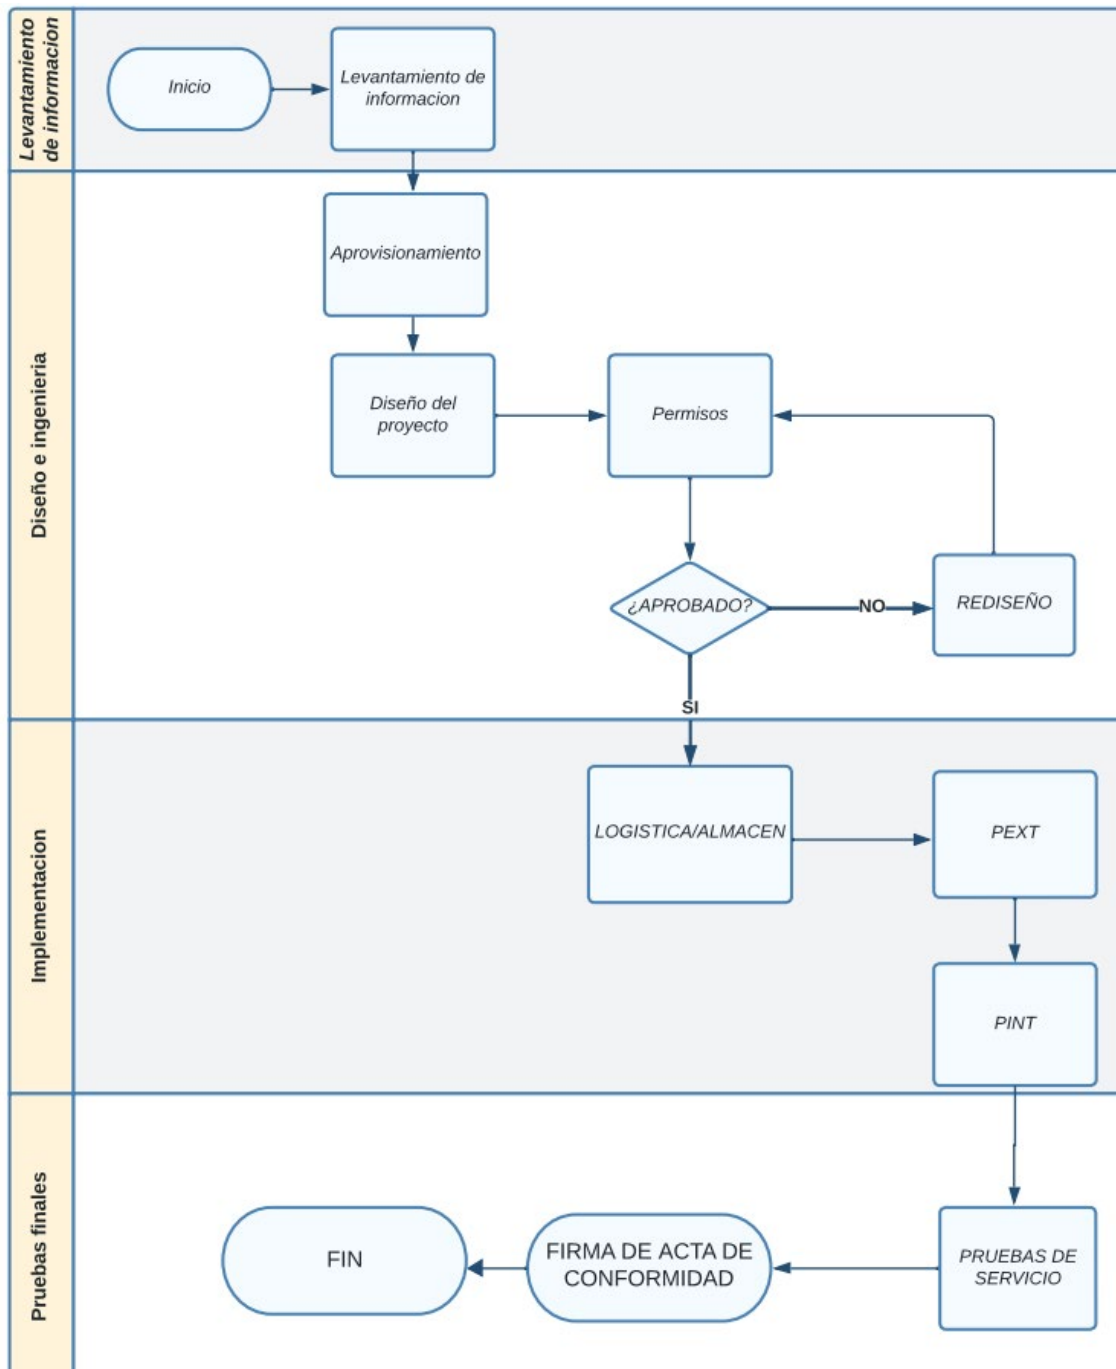 Levantamiento
de informacion
Inicio
Levantamiento de
informacion
Diseño e ingenieria
Aprovisionamiento
Diseño del
proyecto
Permisos
¿APROBADO?
NO
REDISEÑO
SI
Implementacion
LOGISTICA/ALMACEN
PEXT
PINT
Pruebas finales
FIN
FIRMA DE ACTA DE
CONFORMIDAD
PRUEBAS DE
SERVICIO